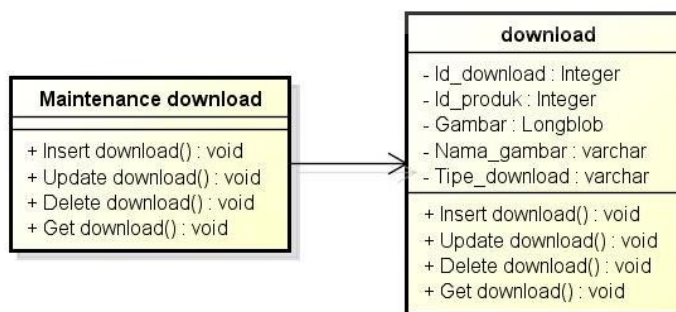 Maintenance download
+ Insert download() : void
+ Update download() : void
+ Delete download() : void
+ Get download() : void
download
- Id_download : Integer
- Id_produk : Integer
- Gambar : Longblob
- Nama_gambar : varchar
- Tipe_download : varchar
+ Insert download() : void
+ Update download() : void
+ Delete download() : void
+ Get download() : void